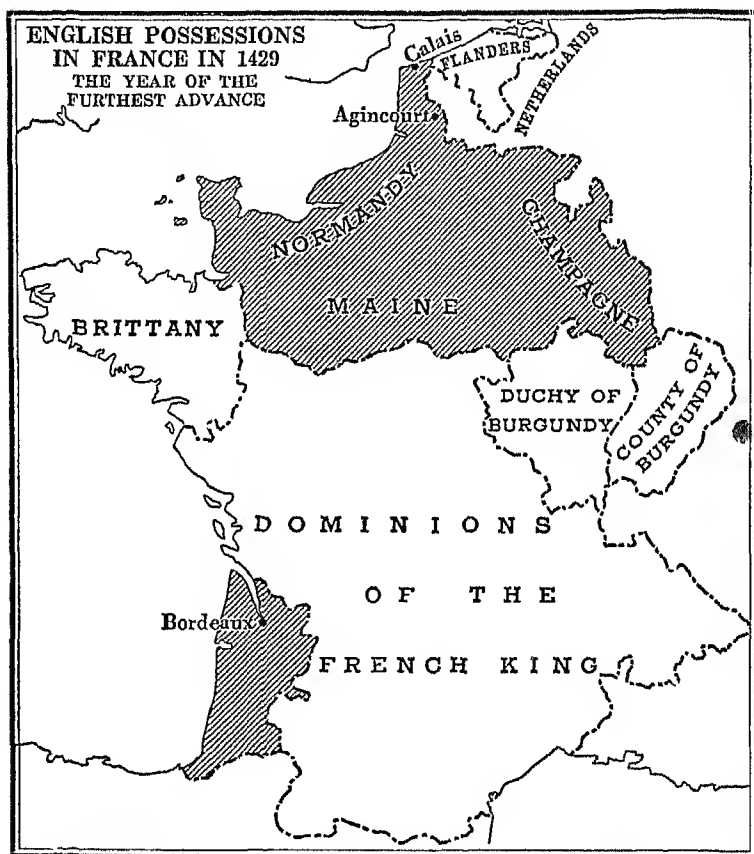 ENGLISH POSSESSIONS
IN FRANCE IN 1429
THE YEAR OF THE
FURTHEST ADVANCE
Calais
FLANDERS
NETHERLANDS
Agincourt
NORMANDY
CHAMPAGNE
MAINE
BRITTANY
DUCHY OF
BURGUNDY
COUNTY OF
BURGUNDY
DOMINIONS
OF THE
Bordeaux
FRENCH KING